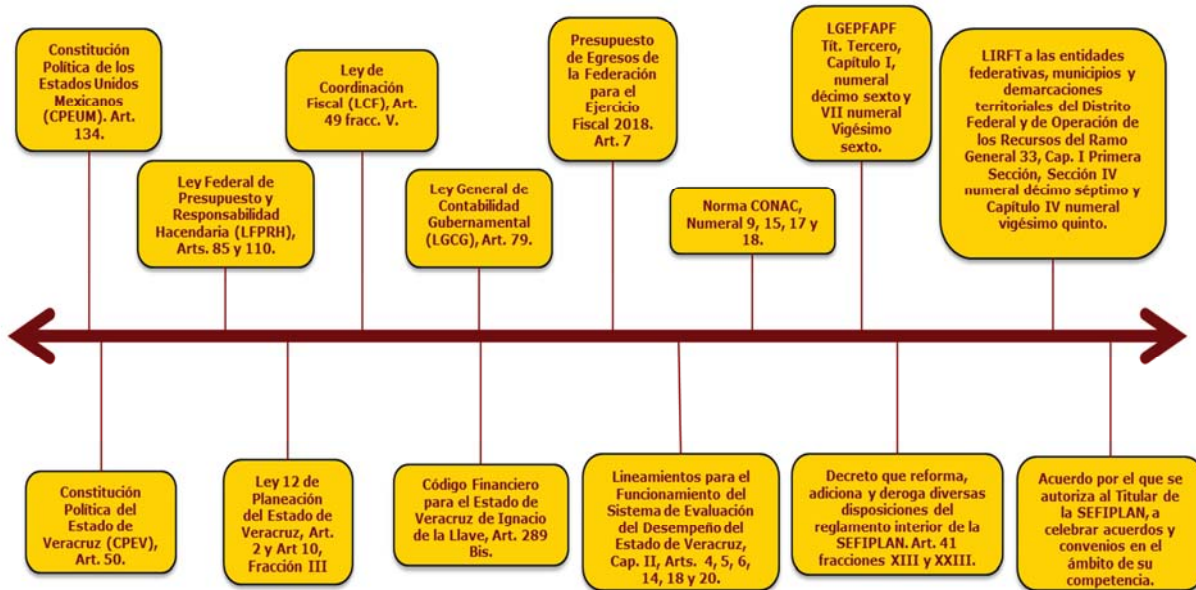 Constitución
Política de los
Estados Unidos
Mexicanos
(CPEUM). Art.
134.
Ley Federal de
Presupuesto y
Responsabilidad
Hacendaria (LFPRH),
Arts. 85 y 110.
Ley de
Coordinación
Fiscal (LCF), Art.
49 fracc. V.
Ley General de
Contabilidad
Gubernamental
(LGCG), Art. 79.
Presupuesto
de Egresos de
la Federación
para el
Ejercicio
Fiscal 2018.
Art. 7
Norma CONAC,
Numeral 9, 15, 17 y
18.
LGEPFAPF
Tít. Tercero,
Capítulo I,
numeral
décimo sexto y
VII numeral
Vigésimo
sexto.
LIRFT a las entidades
federativas, municipios y
demarcaciones
territoriales del Distrito
Federal y de Operación de
los Recursos del Ramo
General 33, Cap. I Primera
Sección, Sección IV
numeral décimo séptimo y
Capítulo IV numeral
vigésimo quinto.
Constitución
Política del
Estado de
Veracruz (CPEV),
Art. 50.
Ley 12 de
Planeación
del Estado de
Veracruz, Art.
2 y Art 10,
Fracción III
Código Financiero
para el Estado de
Veracruz de Ignacio
de la Llave, Art. 289
Bis.
Lineamientos para el
Funcionamiento del
Sistema de Evaluación
del Desempeño del
Estado de Veracruz,
Cap. II, Arts. 4, 5, 6,
14, 18 y 20.
Decreto que reforma,
adiciona y deroga diversas
disposiciones del
reglamento interior de la
SEFIPLAN. Art. 41
fracciones XIII y XXIII.
Acuerdo por el que se
autoriza al Titular de
la SEFIPLAN, a
celebrar acuerdos y
convenios en el
ámbito de su
competencia.